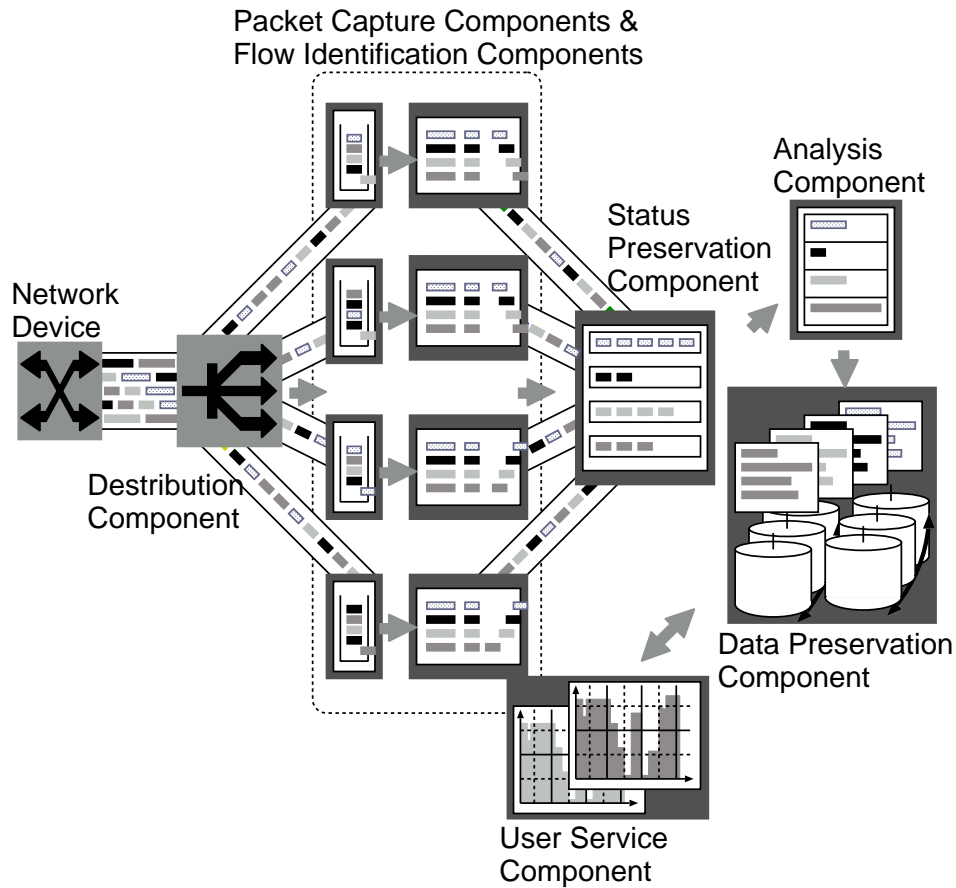 Packet Capture Components &
Flow Identification Components
Analysis
Component
Status
Preservation
Component
Network
Device
Destribution
Component
Data Preservation
Component
User Service
Component